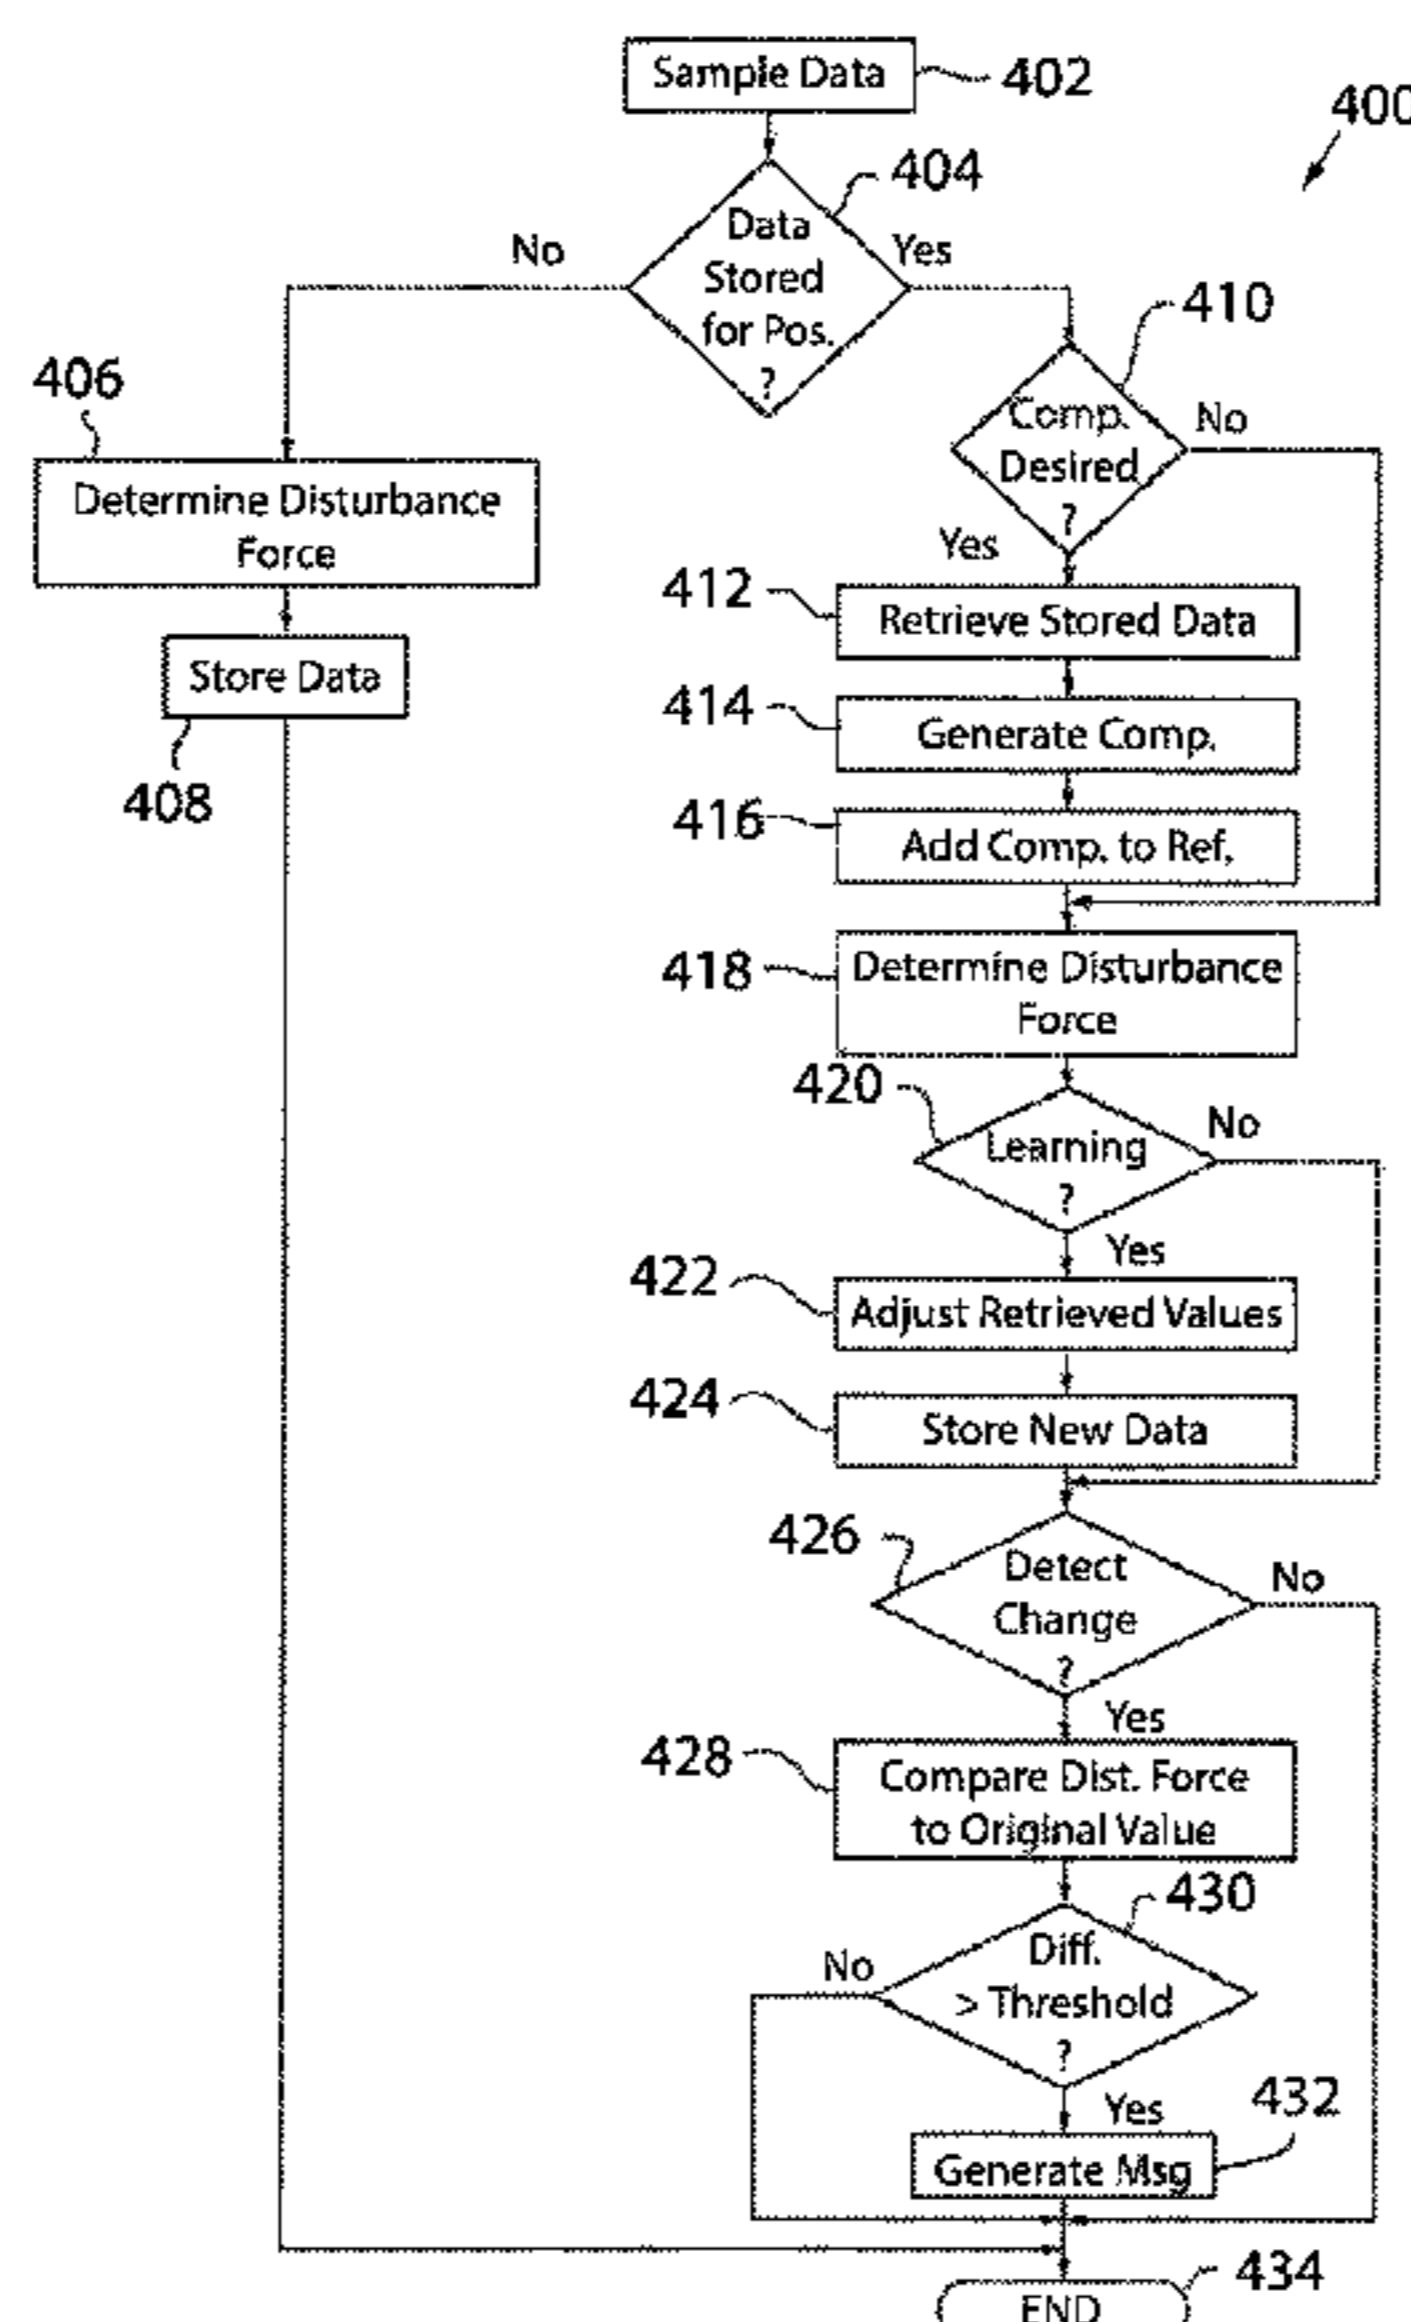 Sample Data
402
400
404
Data
Stored
for Pos.
?
No
Yes
410
Comp.
Desired
?
No
Yes
406
Determine Disturbance
Force
Store Data
408
412
Retrieve Stored Data
414
Generate Comp.
416
Add Comp. to Ref.
418
Determine Disturbance
Force
420
Learning
?
No
Yes
422
Adjust Retrieved Values
424
Store New Data
426
Detect
Change
?
No
Yes
428
Compare Dist. Force
to Original Value
430
Diff.
> Threshold
?
No
Yes
432
Generate Msg
434
END